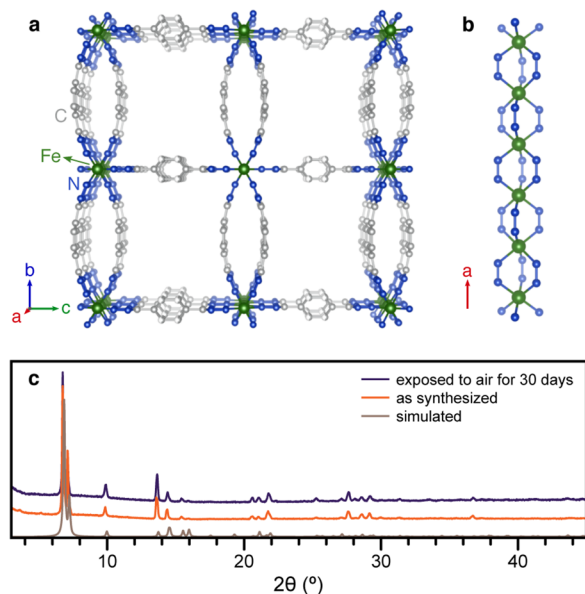 a
b
C
Fe
N
b
a
c
a
c
exposed to air for 30 days
as synthesized
simulated
10
20
30
40
2θ (º)